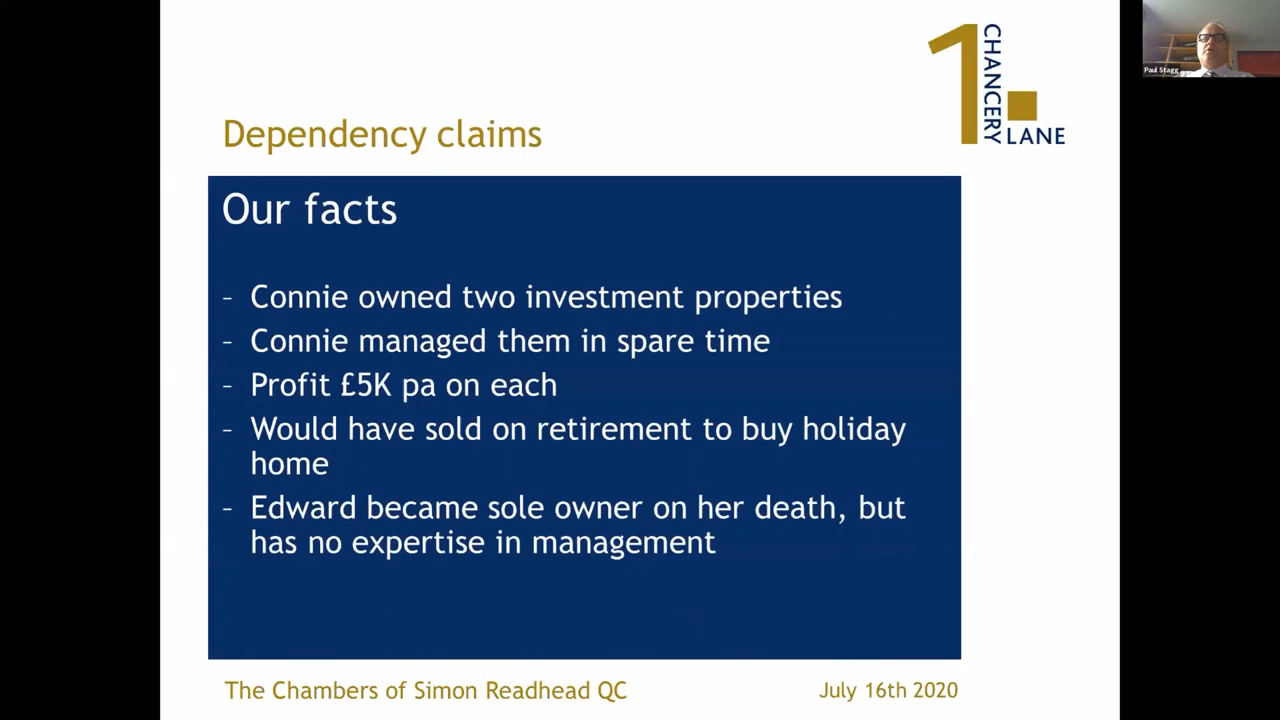 1 CHANCERY LANE
Paul Stagg
Dependency claims
Our facts
- Connie owned two investment properties
- Connie managed them in spare time
- Profit £5K pa on each
- Would have sold on retirement to buy holiday
home
- Edward became sole owner on her death, but
has no expertise in management
The Chambers of Simon Readhead QC
July 16th 2020